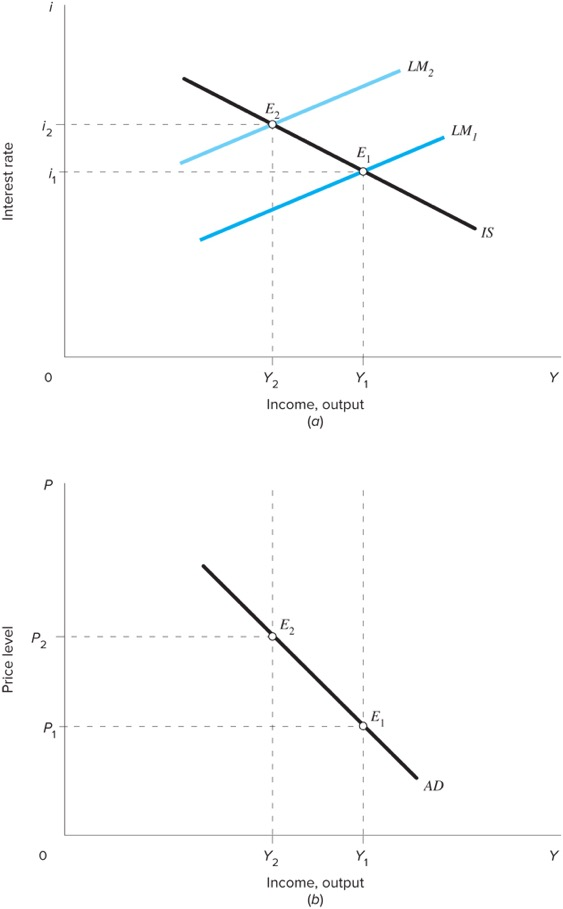 i
LM₂
E₂
i₂
LM₁
E₁
i₁
Interest rate
IS
0
Y₂
Y₁
Y
Income, output
(a)
P
E₂
P₂
Price level
E₁
P₁
AD
0
Y₂
Y₁
Y
Income, output
(b)